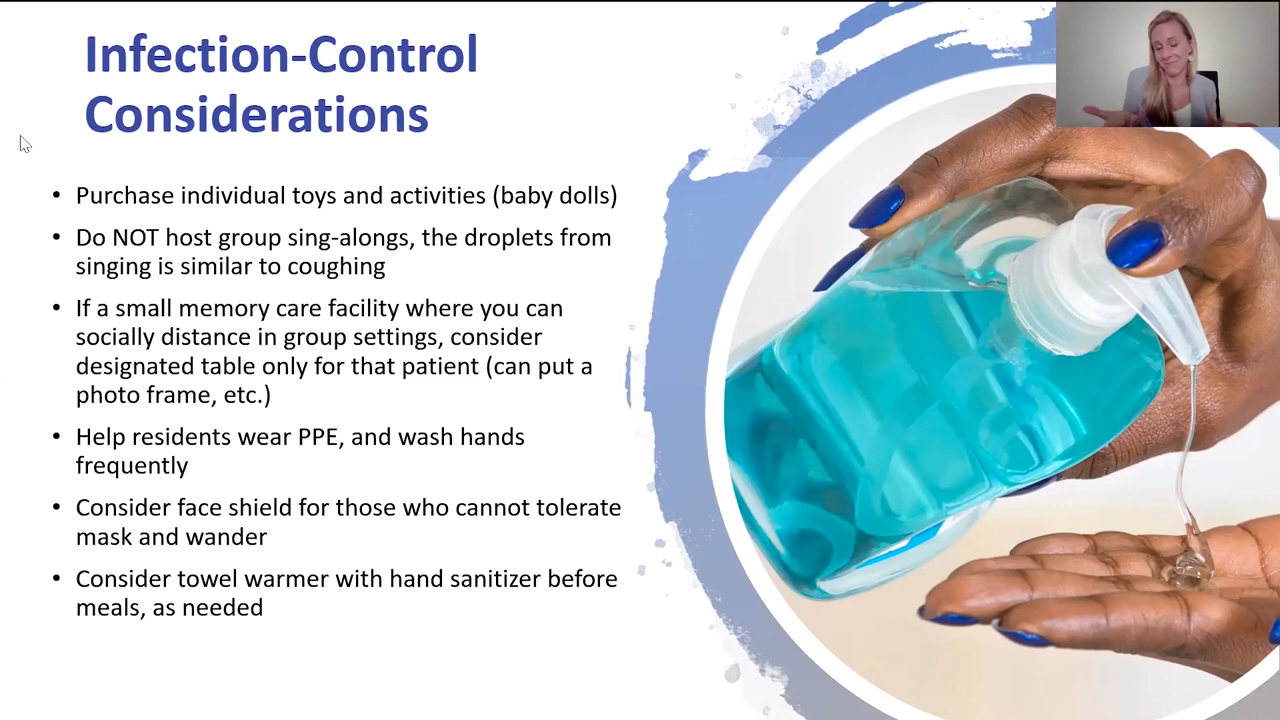 Infection-Control
Considerations
• Purchase individual toys and activities (baby dolls)
• Do NOT host group sing-alongs, the droplets from
singing is similar to coughing
• If a small memory care facility where you can
socially distance in group settings, consider
designated table only for that patient (can put a
photo frame, etc.)
• Help residents wear PPE, and wash hands
frequently
• Consider face shield for those who cannot tolerate
mask and wander
• Consider towel warmer with hand sanitizer before
meals, as needed